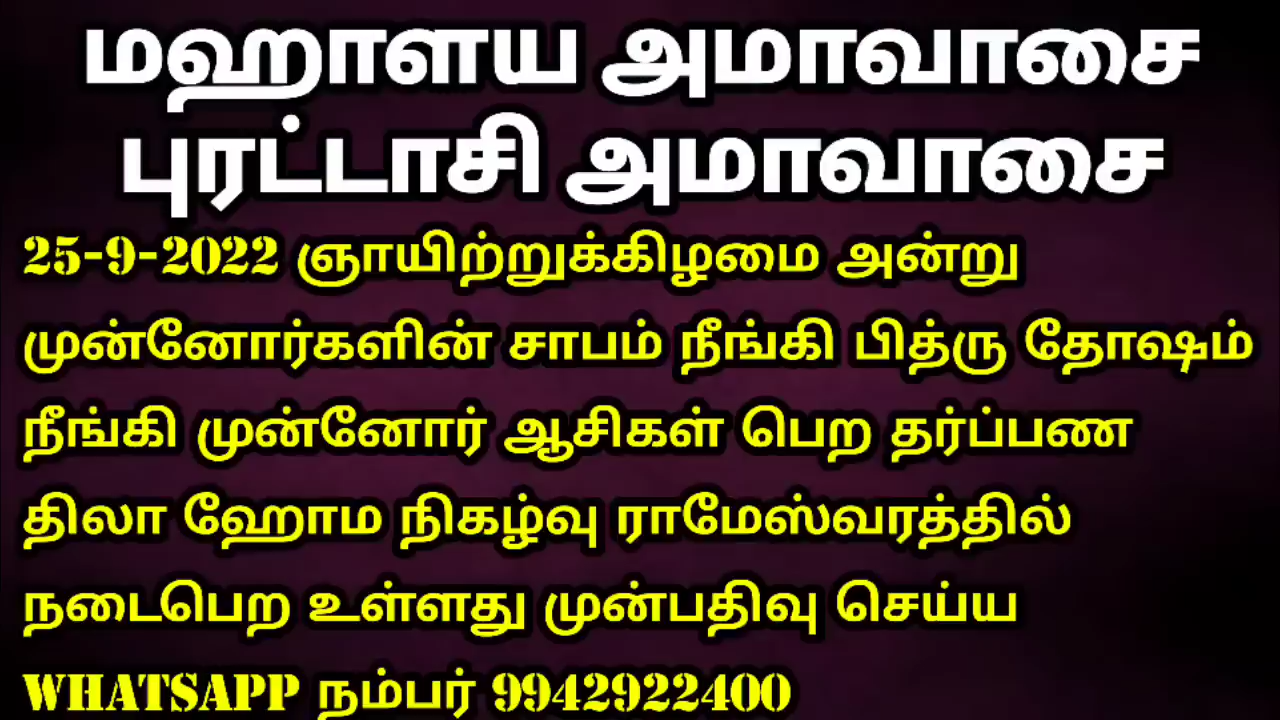 மஹாளய அமாவாசை
புரட்டாசி அமாவாசை
25-9-2022 ஞாயிற்றுக்கிழமை அன்று
முன்னோர்களின் சாபம் நீங்கி பித்ரு தோஷம்
நீங்கி முன்னோர் ஆசிகள் பெற தர்ப்பண
திலா ஹோம நிகழ்வு ராமேஸ்வரத்தில்
நடைபெற உள்ளது முன்பதிவு செய்ய
WHATSAPP நம்பர் 9942922400